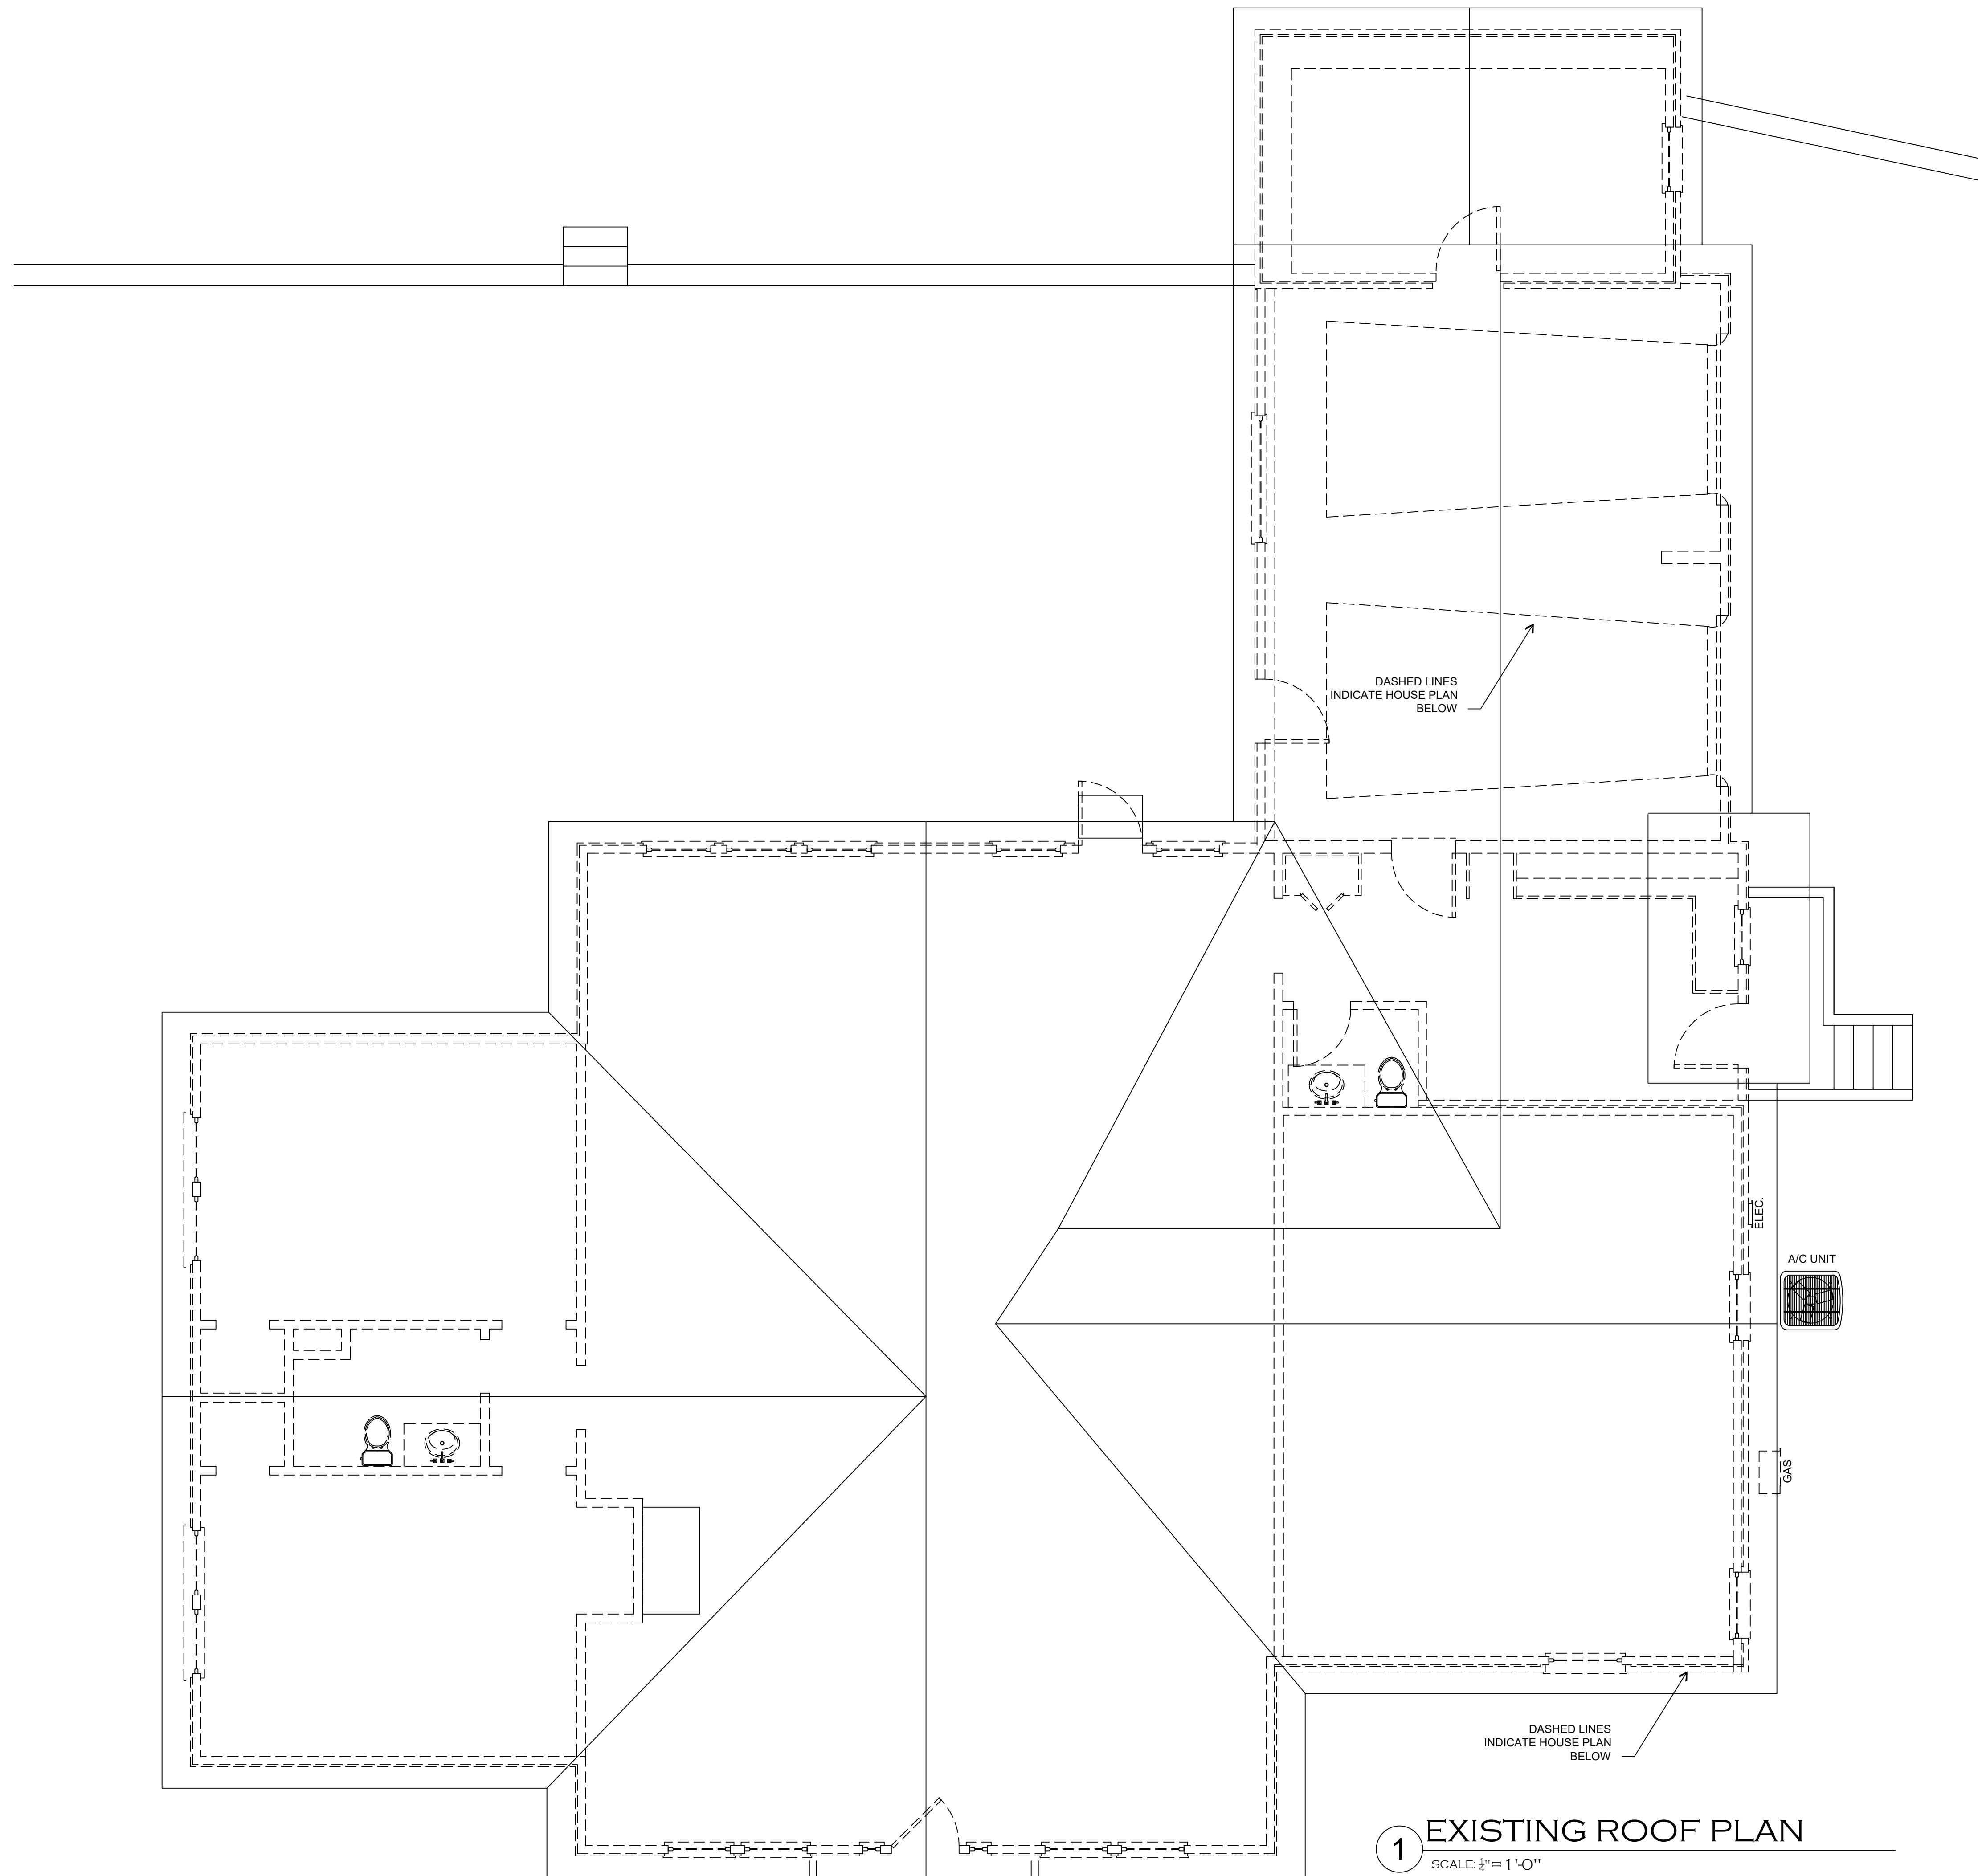 DASHED LINES
INDICATE HOUSE PLAN
BELOW
ELEC.
A/C UNIT
GAS
DASHED LINES
INDICATE HOUSE PLAN
BELOW
1 EXISTING ROOF PLAN
SCALE: ¼"= 1'-0"